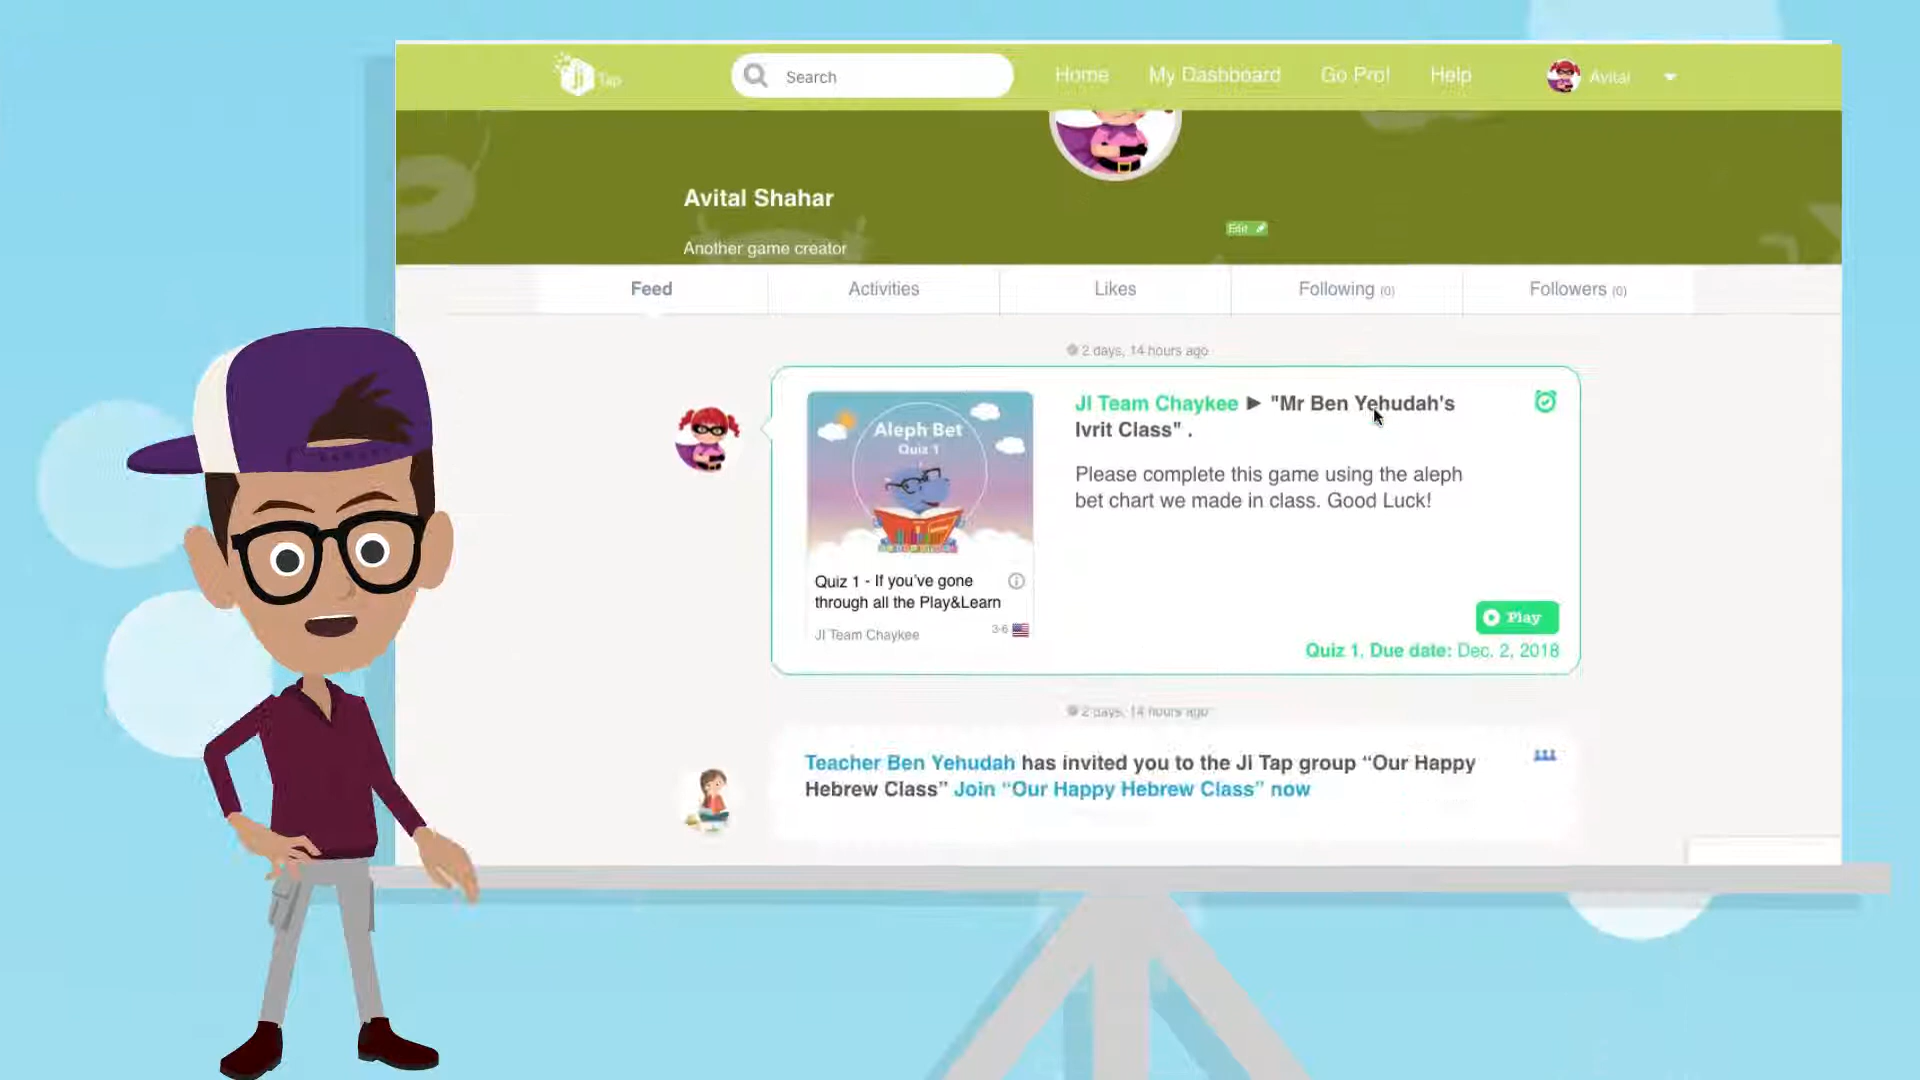 Ji Tap
Search
Home
My Dashboard
Go Pro!
Help
Avital
Avital Shahar
Another game creator
Edit
Feed
Activities
Likes
Following (0)
Followers (0)
2 days, 14 hours ago
Aleph Bet
Quiz 1
JI Team Chaykee ► "Mr Ben Yehudah's
Ivrit Class" .
Please complete this game using the aleph
bet chart we made in class. Good Luck!
Quiz 1 - If you've gone
through all the Play&Learn
JI Team Chaykee
3-6
Play
Quiz 1, Due date: Dec. 2, 2018
2 days, 14 hours ago
Teacher Ben Yehudah has invited you to the Ji Tap group “Our Happy
Hebrew Class” Join “Our Happy Hebrew Class” now